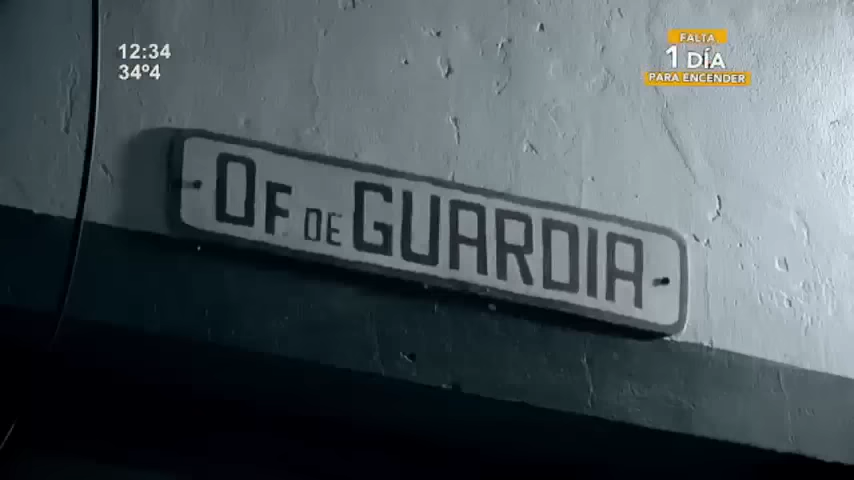 12:34
34°4
FALTA
1 DÍA
PARA ENCENDER
OF DE GUARDIA